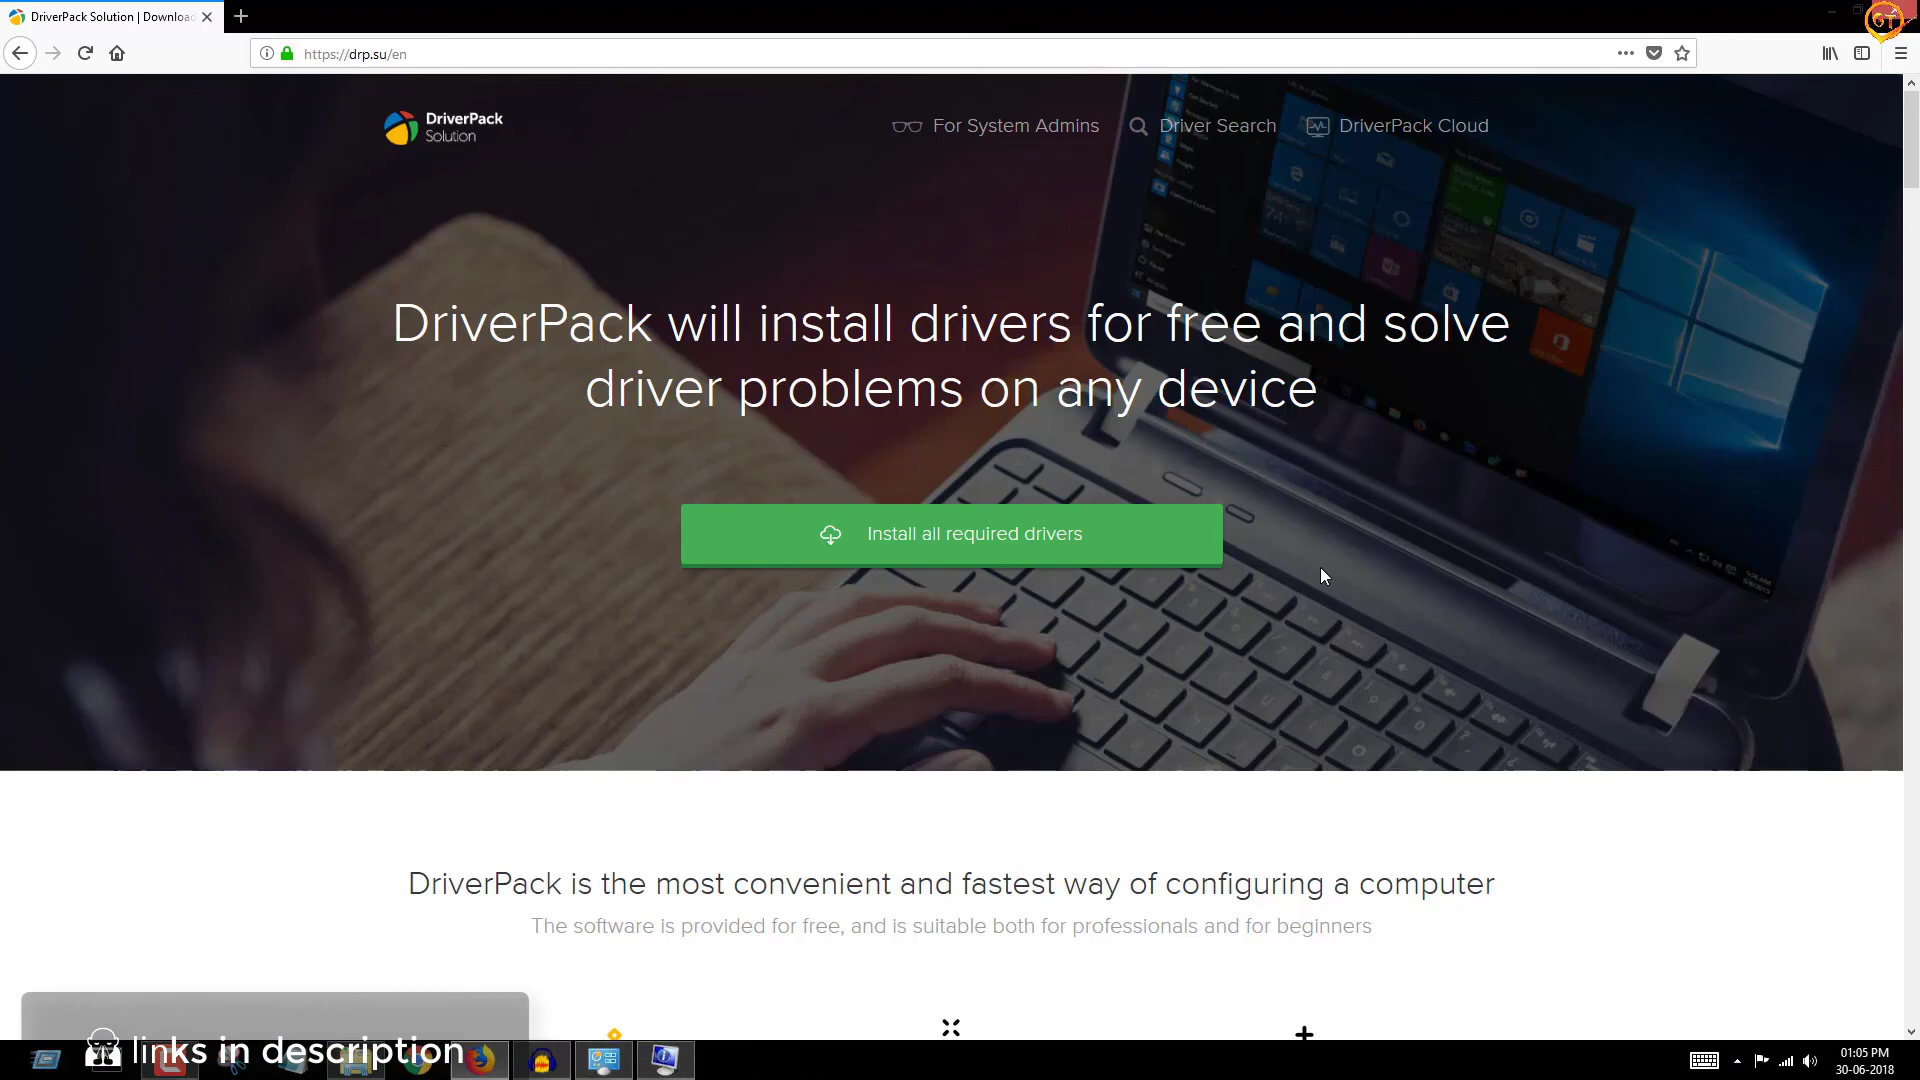 DriverPack Solution | Downloa
https://drp.su/en
DriverPack
Solution
For System Admins
Driver Search
DriverPack Cloud
DriverPack will install drivers for free and solve
driver problems on any device
Install all required drivers
DriverPack is the most convenient and fastest way of configuring a computer
The software is provided for free, and is suitable both for professionals and for beginners
links in description
01:05 PM
30-06-2018